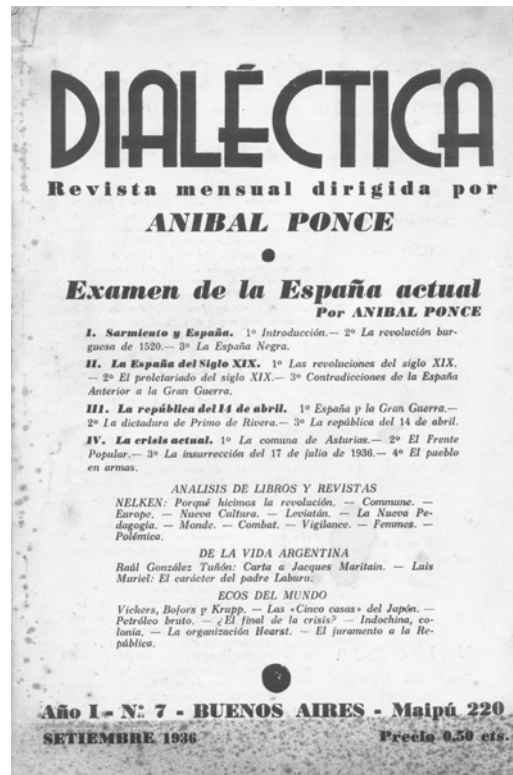 DIALÉCTICA
Revista mensual dirigida por
ANIBAL PONCE
Examen de la España actual
Por ANIBAL PONCE
I. Sarmiento y España. 1º Introducción.— 2º La revolución bur-
guesa de 1520.— 3º La España Negra.
II. La España del Siglo XIX. 1º Las revoluciones del siglo XIX.
— 2º El proletariado del siglo XIX.— 3º Contradicciones de la España
Anterior a la Gran Guerra.
III. La república del 14 de abril. 1º España y la Gran Guerra.—
2º La dictadura de Primo de Rivera.— 3º La república del 14 de abril.
IV. La crisis actual. 1º La comuna de Asturias.— 2º El Frente
Popular.— 3º La insurrección del 17 de julio de 1936.— 4º El pueblo
en armas.
ANALISIS DE LIBROS Y REVISTAS
NELKEN: Porqué hicimos la revolución. — Commune. —
Europe. — Nueva Cultura. — Leviatán. — La Nueva Pe-
dagogía. — Monde. — Combat. — Vigilance. — Femmes. —
Polémica.
DE LA VIDA ARGENTINA
Raúl González Tuñón: Carta a Jacques Maritain. — Luis
Muriel: El carácter del padre Laburu.
ECOS DEL MUNDO
Vickers, Bofors y Krupp. — Las «Cinco casas» del Japón. —
Petróleo bruto. — ¿El final de la crisis? — Indochina, co-
lonia. — La organización Hearst. — El juramento a la Re-
pública.
Año I - N.º 7 - BUENOS AIRES - Maipú 220
SETIEMBRE 1936 Precio 0.50 cts.